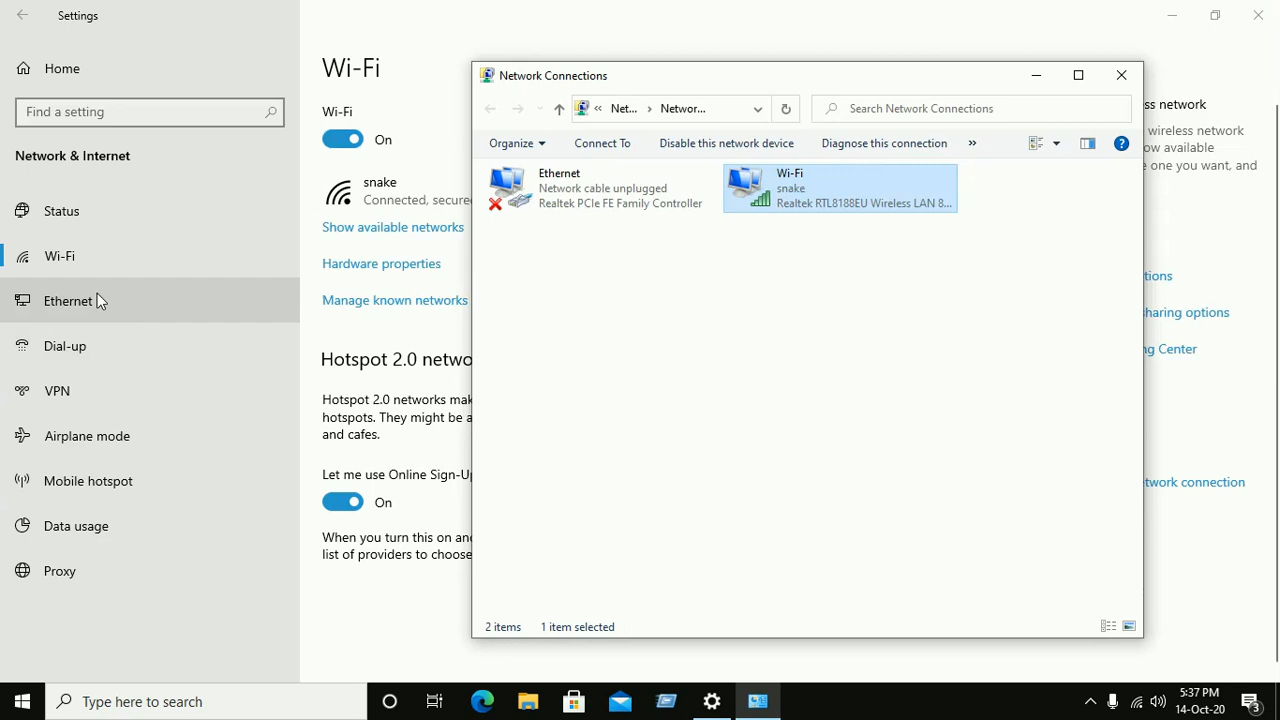 Settings
Home
Find a setting
Network & Internet
Status
Wi-Fi
Ethernet
Dial-up
VPN
Airplane mode
Mobile hotspot
Data usage
Proxy
Wi-Fi
Wi-Fi
On
snake
Connected, secured
Show available networks
Hardware properties
Manage known networks
Hotspot 2.0 netwo
Hotspot 2.0 networks mak
hotspots. They might be a
and cafes.
Let me use Online Sign-Up
On
When you turn this on and
list of providers to choose
Network Connections
« Net... › Networ...
Search Network Connections
Organize
Connect To
Disable this network device
Diagnose this connection
»
Ethernet
Network cable unplugged
Realtek PCIe FE Family Controller
Wi-Fi
snake
Realtek RTL8188EU Wireless LAN 8...
2 items
1 item selected
ss network
wireless network
ow available
e one you want, and
tions
sharing options
ng Center
twork connection
Type here to search
5:37 PM
14-Oct-20
3